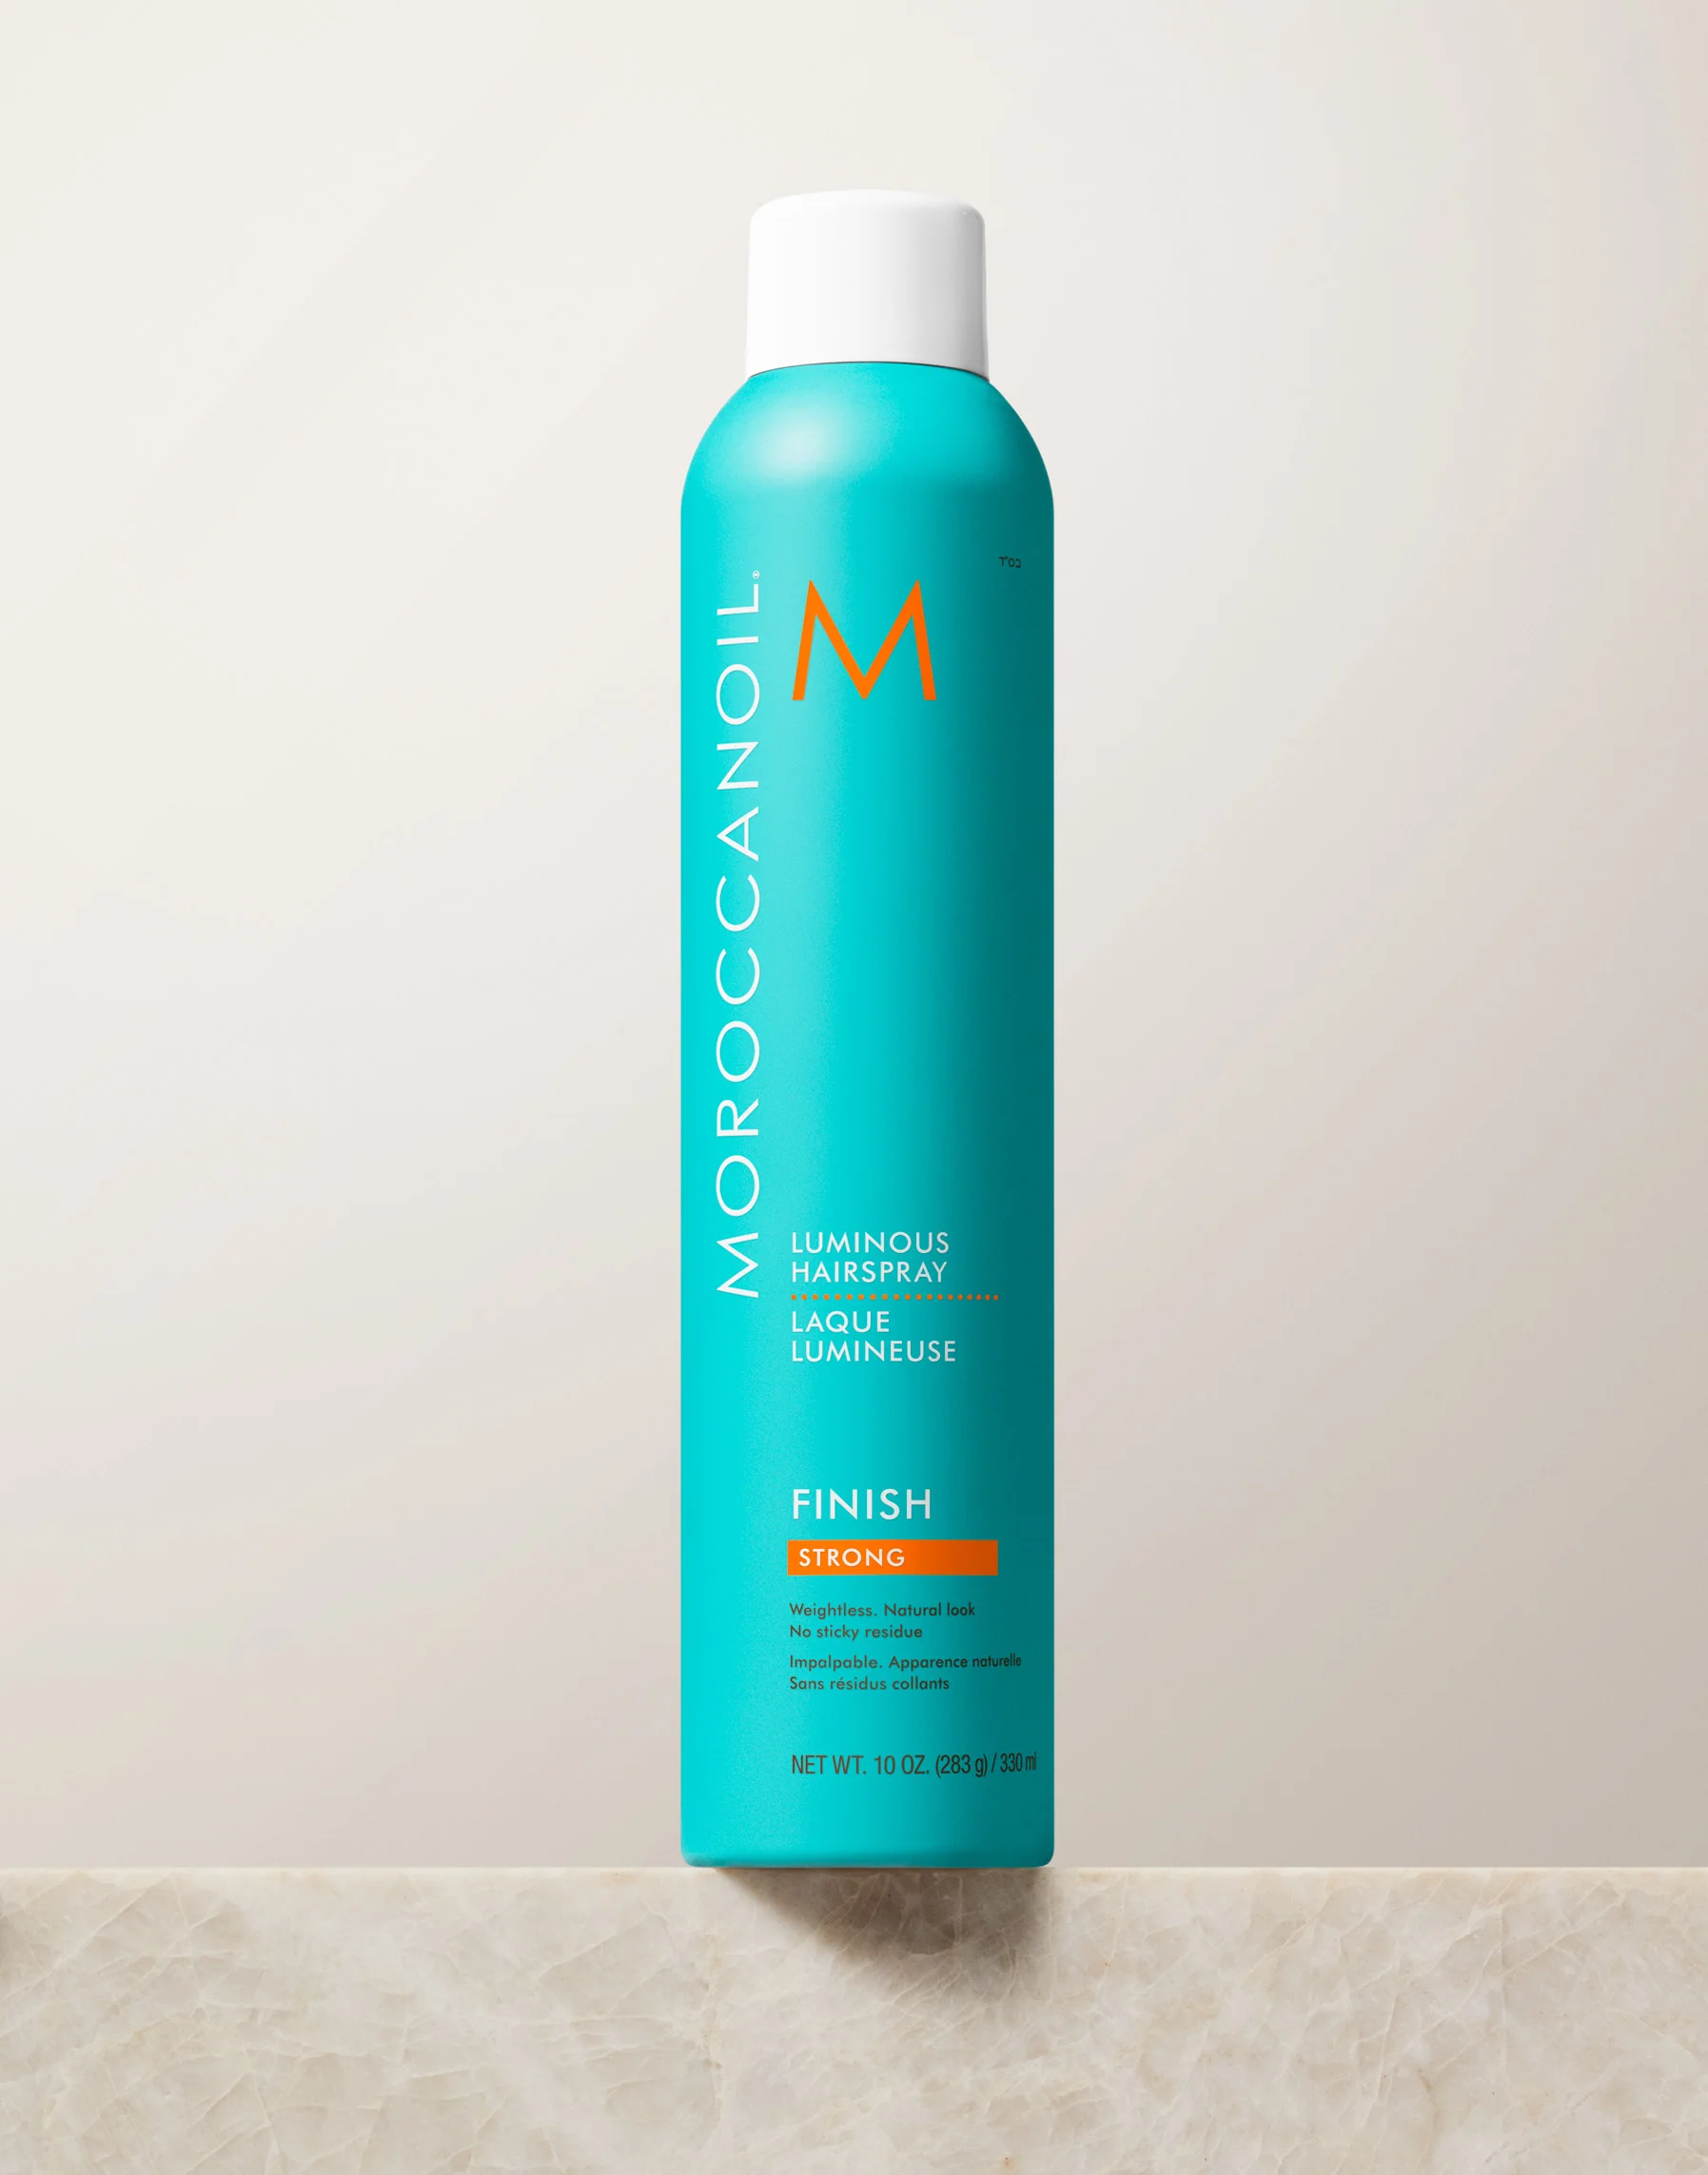 MOROCCANOIL®
M
LUMINOUS
HAIRSPRAY
LAQUE
LUMINEUSE
FINISH
STRONG
Weightless. Natural look
No sticky residue
Impalpable. Apparence naturelle
Sans résidus collants
NET WT. 10 OZ. (283 g) / 330 ml